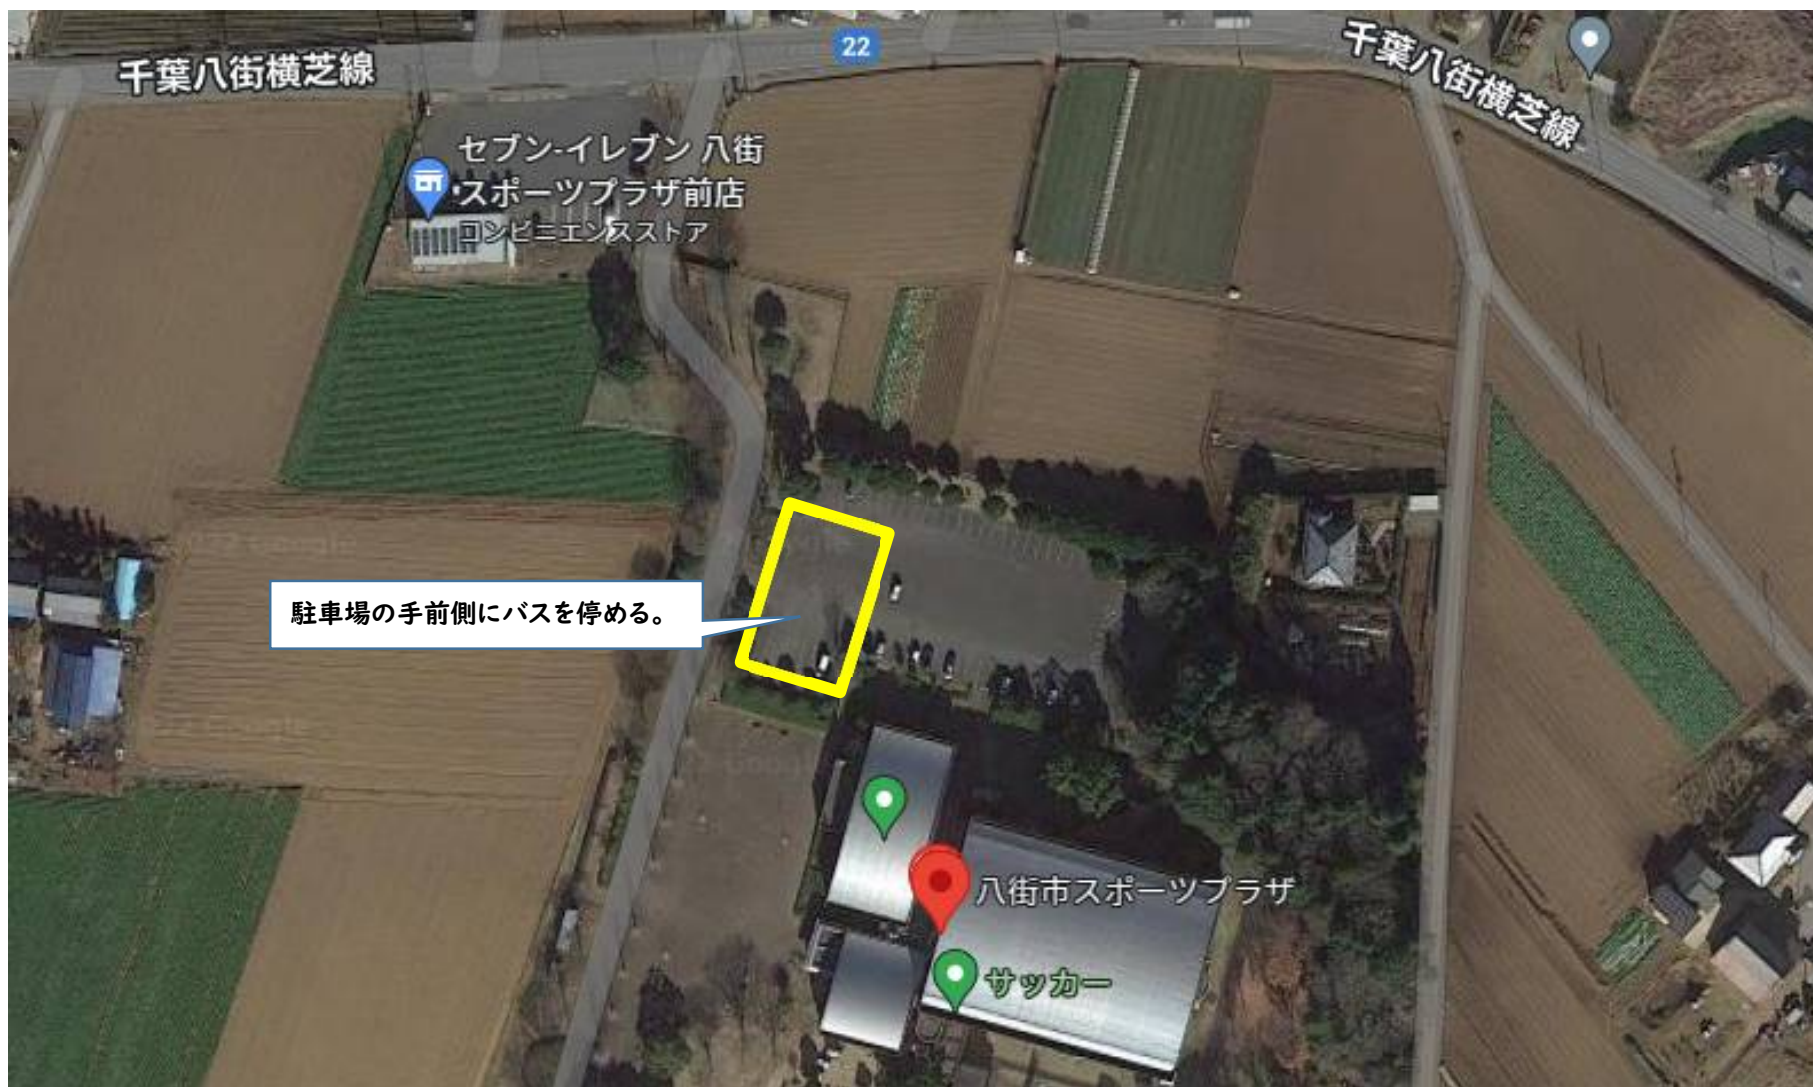 千葉八街横芝線
22
千葉八街横芝線
セブン-イレブン 八街
スポーツプラザ前店
コンビニエンスストア
駐車場の手前側にバスを停める。
八街市スポーツプラザ
サッカー